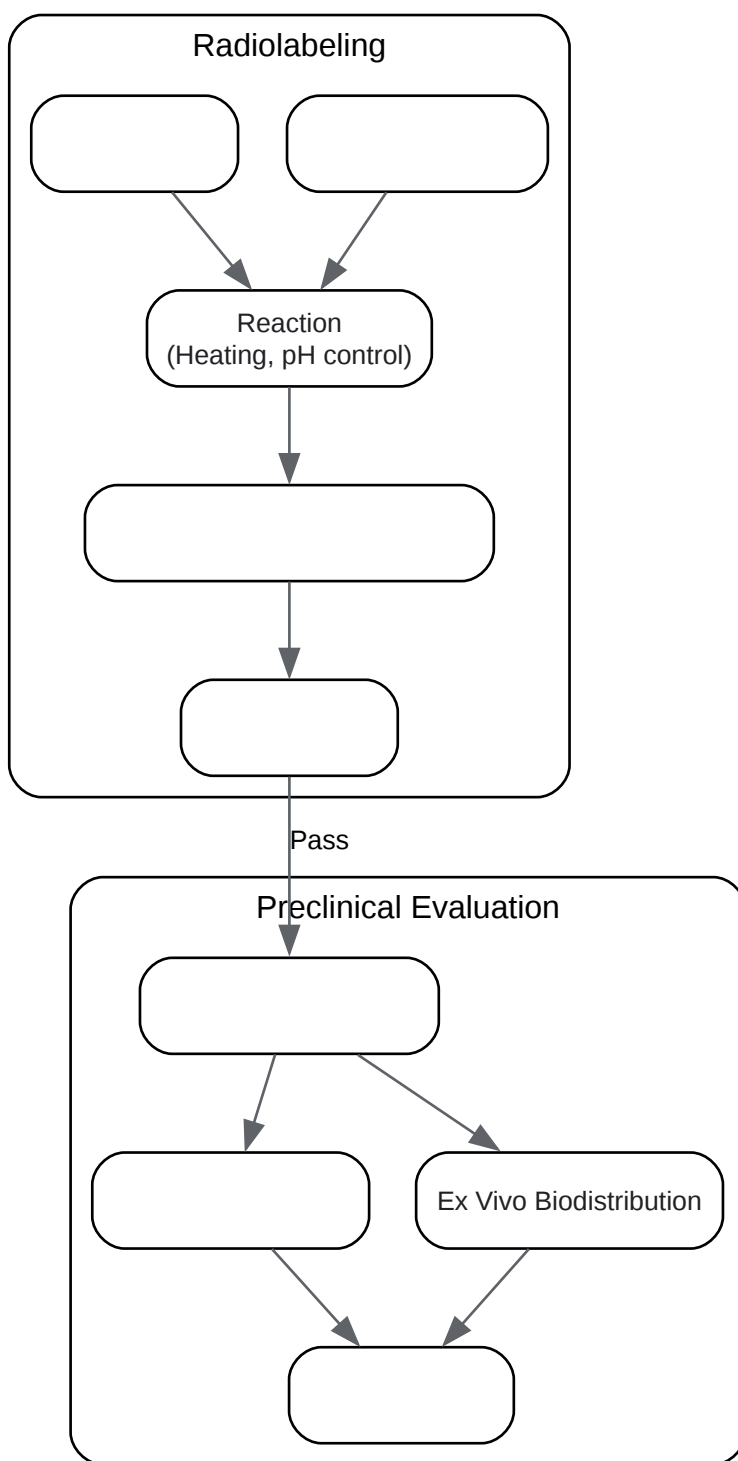 Radiolabeling
Reaction
(Heating, pH control)
Pass
Preclinical Evaluation
Ex Vivo Biodistribution